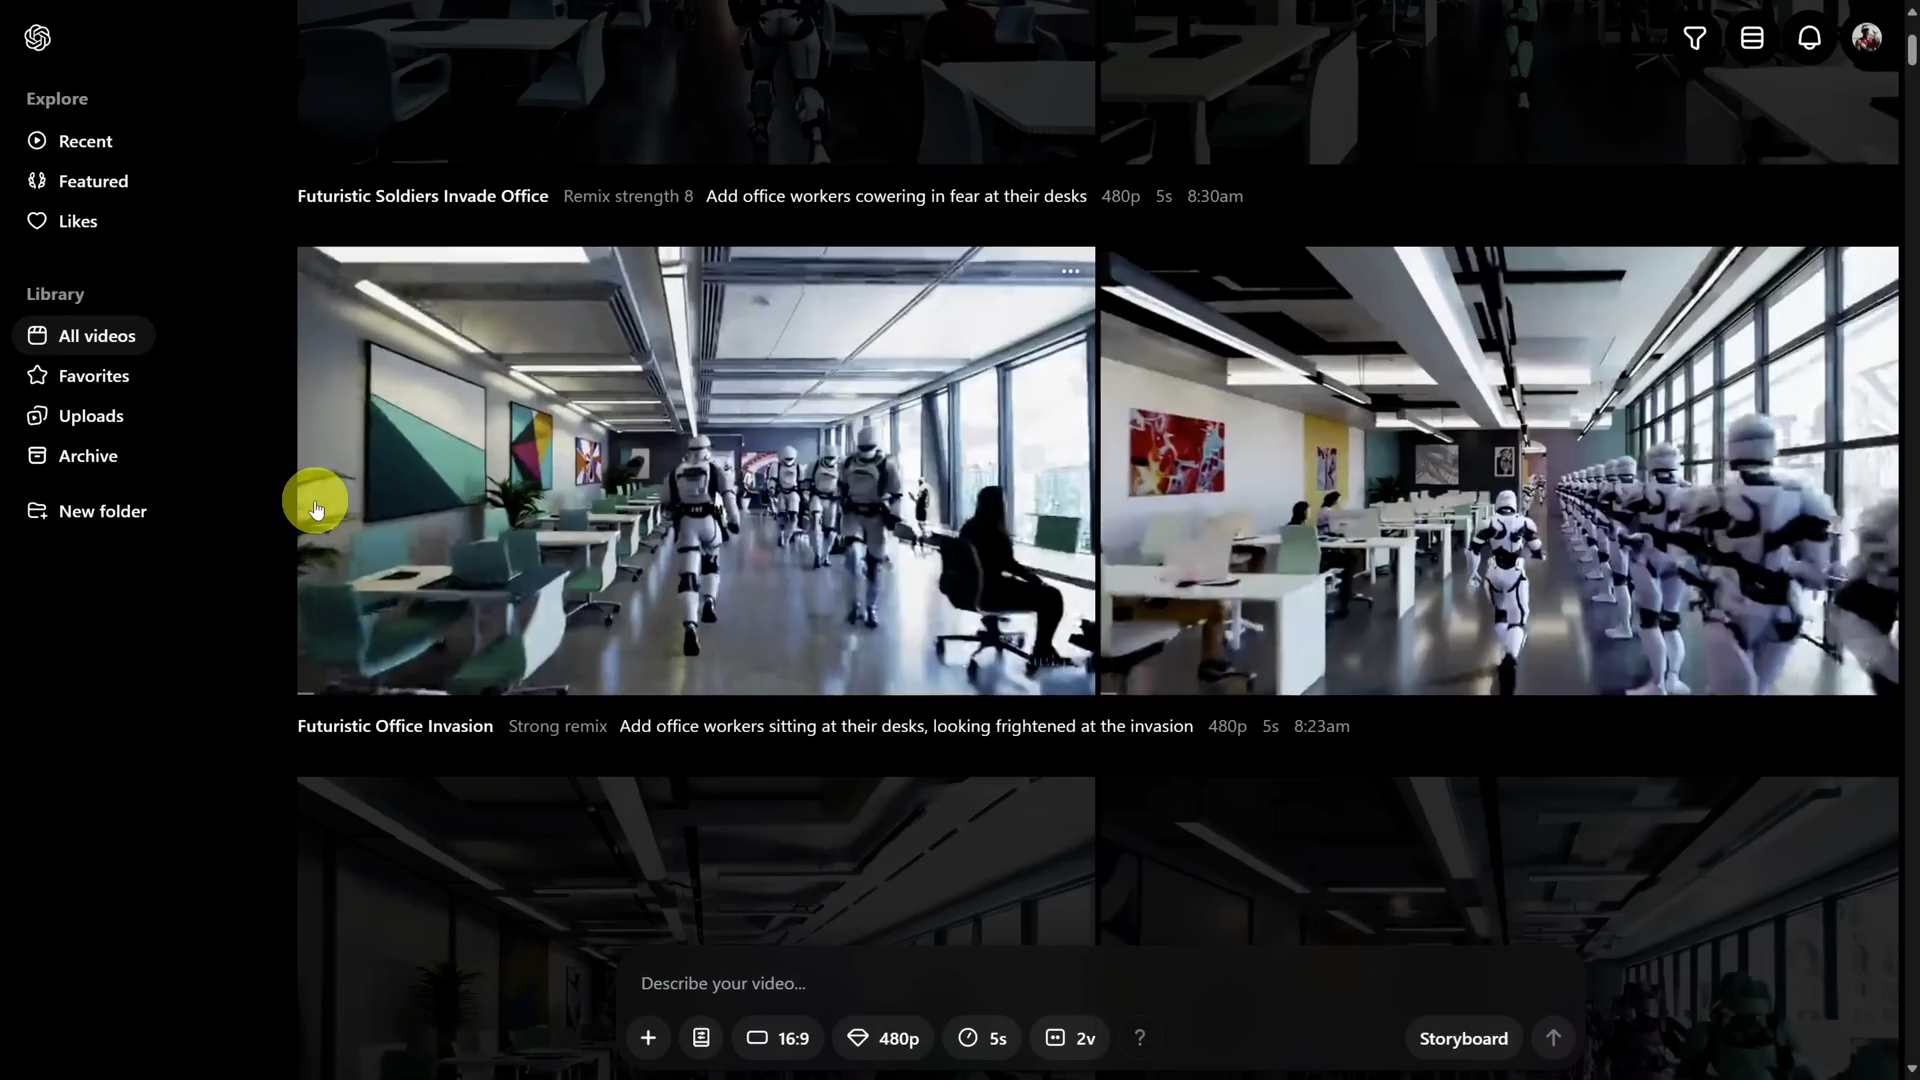 Explore
Recent
Featured
Likes
Library
All videos
Favorites
Uploads
Archive
New folder
Futuristic Soldiers Invade Office Remix strength 8 Add office workers cowering in fear at their desks 480p 5s 8:30am
Futuristic Office Invasion Strong remix Add office workers sitting at their desks, looking frightened at the invasion 480p 5s 8:23am
Describe your video...
16:9 480p 5s 2v ? Storyboard